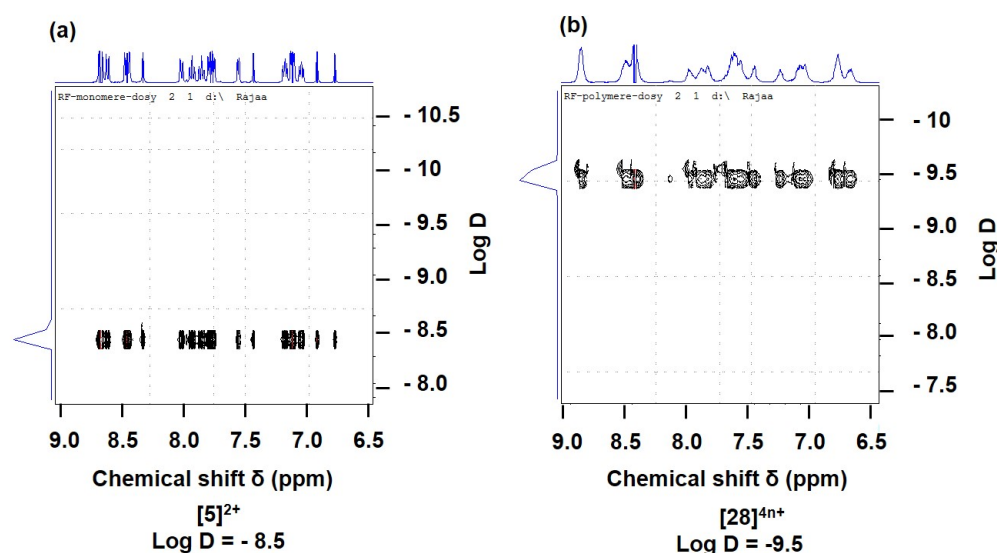 (a)
RF-monomere-dosy 2 1 d:\ Rajaa
- 10.5
- 10
- 9.5
- 9.0
- 8.5
- 8.0
Log D
9.0 8.5 8.0 7.5 7.0 6.5
Chemical shift δ (ppm)
[5]²⁺
Log D = - 8.5
(b)
RF-polymere-dosy 2 1 d:\ Rajaa
- 10
- 9.5
- 9.0
- 8.5
- 8.0
- 7.5
Log D
9.0 8.5 8.0 7.5 7.0 6.5
Chemical shift δ (ppm)
[28]⁴ⁿ⁺
Log D = -9.5